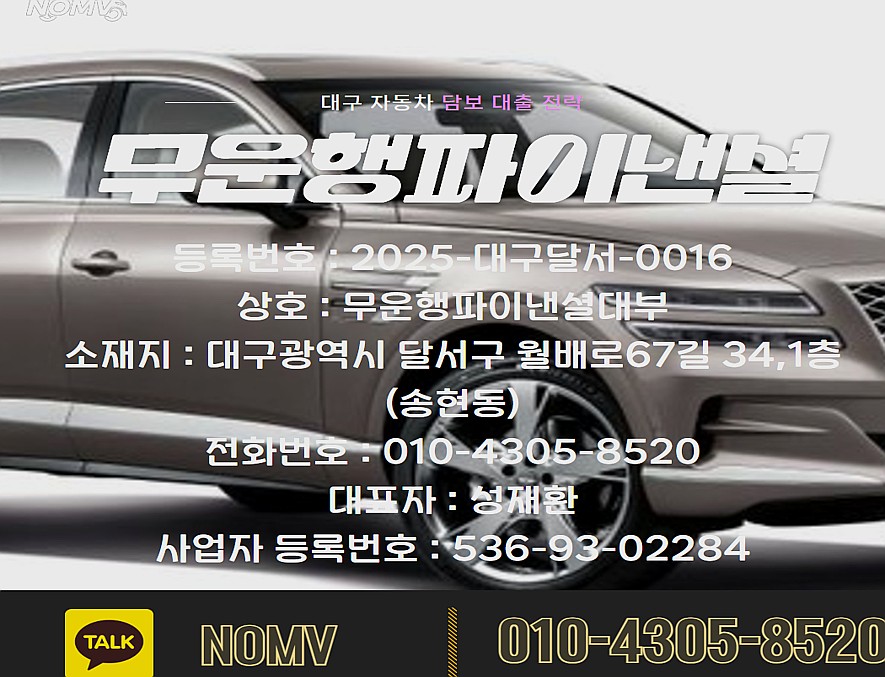 NOMV
대구 자동차 담보 대출 전략
무운행파이낸셜
등록번호 : 2025-대구달서-0016
상호 : 무운행파이낸셜대부
소재지 : 대구광역시 달서구 월배로67길 34,1층
(송현동)
전화번호 : 010-4305-8520
대표자 : 성재환
사업자 등록번호 : 536-93-02284
TALK NOMV 010-4305-8520